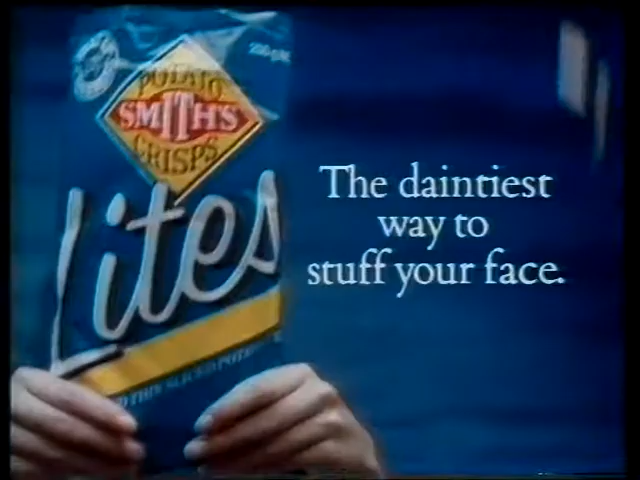 POTATO
SMITH'S
CRISPS
Lites
The daintiest
way to
stuff your face.